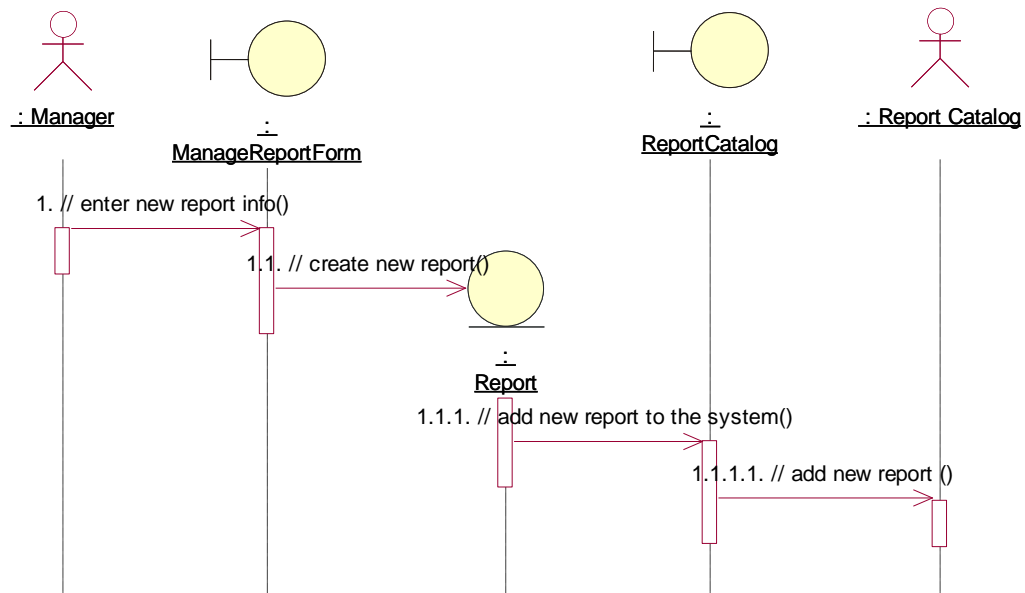 : Manager
:
ManageReportForm
:
ReportCatalog
: Report Catalog
1. // enter new report info()
1.1. // create new report()
:
Report
1.1.1. // add new report to the system()
1.1.1.1. // add new report ()